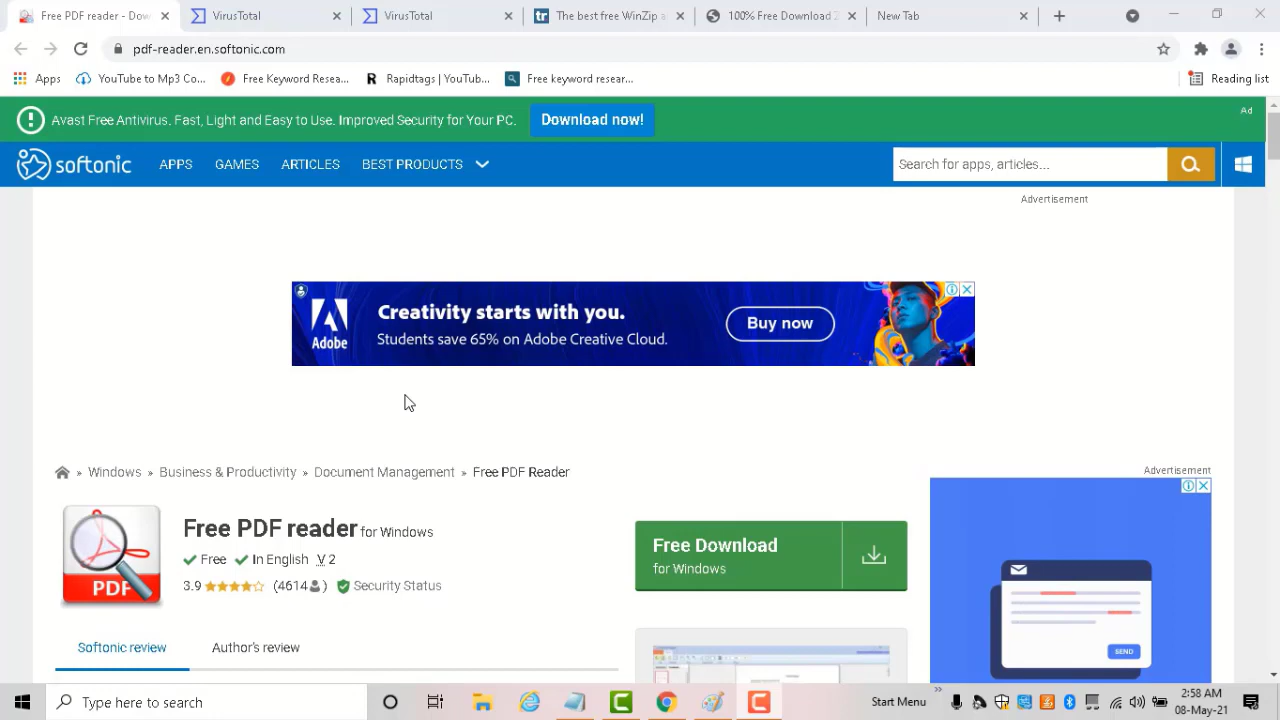 Free PDF reader - Dow
VirusTotal
VirusTotal
The best free WinZip a
100% Free Download Z
New Tab
pdf-reader.en.softonic.com
Apps
YouTube to Mp3 Co...
Free Keyword Resea...
Rapidtags | YouTub...
Free keyword resear...
Reading list
Avast Free Antivirus. Fast, Light and Easy to Use. Improved Security for Your PC.
Download now!
Ad
softonic
APPS
GAMES
ARTICLES
BEST PRODUCTS
Search for apps, articles...
Advertisement
Adobe
Creativity starts with you.
Students save 65% on Adobe Creative Cloud.
Buy now
» Windows » Business & Productivity » Document Management » Free PDF Reader
Advertisement
PDF
Free PDF reader for Windows
Free In English V 2
3.9 (4614) Security Status
Free Download
for Windows
SEND
Softonic review
Author's review
Type here to search
Start Menu
»
2:58 AM
08-May-21